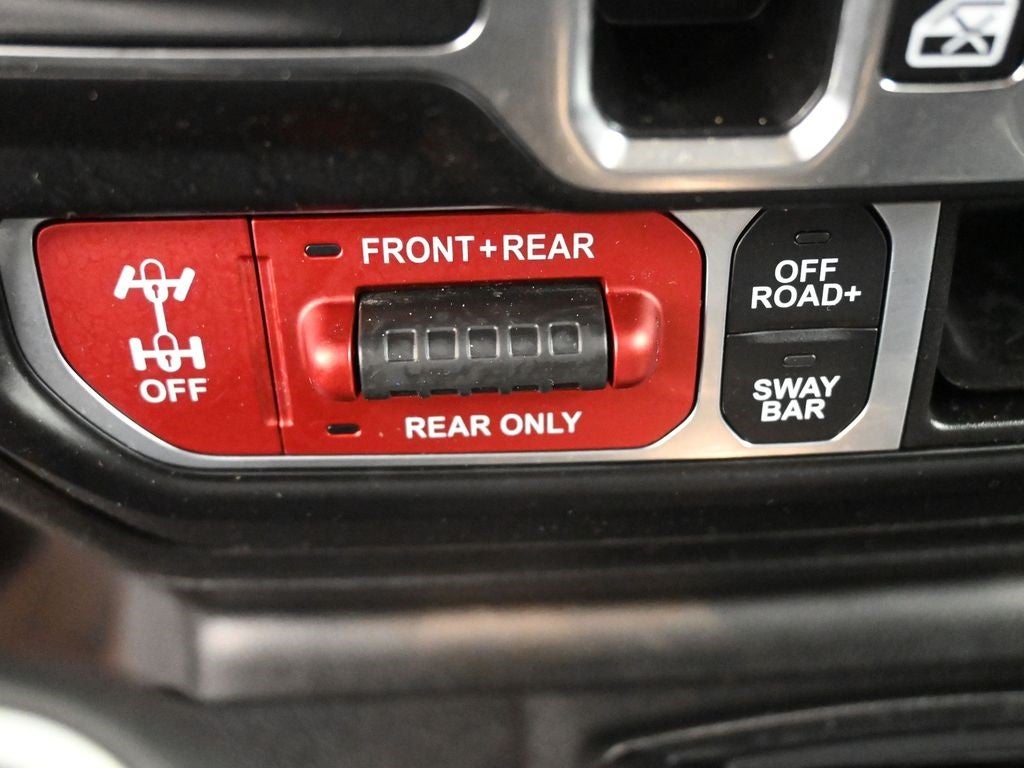 FRONT+REAR
OFF
REAR ONLY
OFF
ROAD+
SWAY
BAR